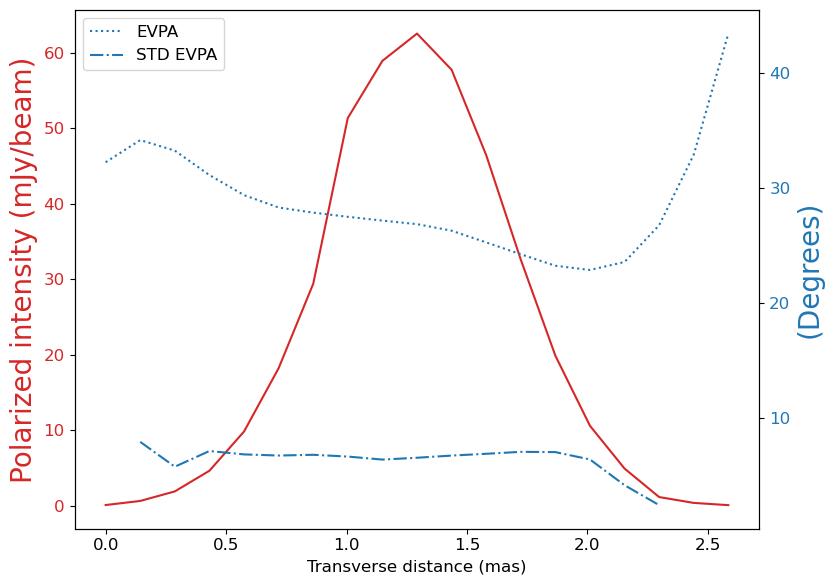 EVPA
STD EVPA
Polarized intensity (mJy/beam)
60
50
40
30
20
10
0
40
30
20
10
(Degrees)
0.0 0.5 1.0 1.5 2.0 2.5
Transverse distance (mas)